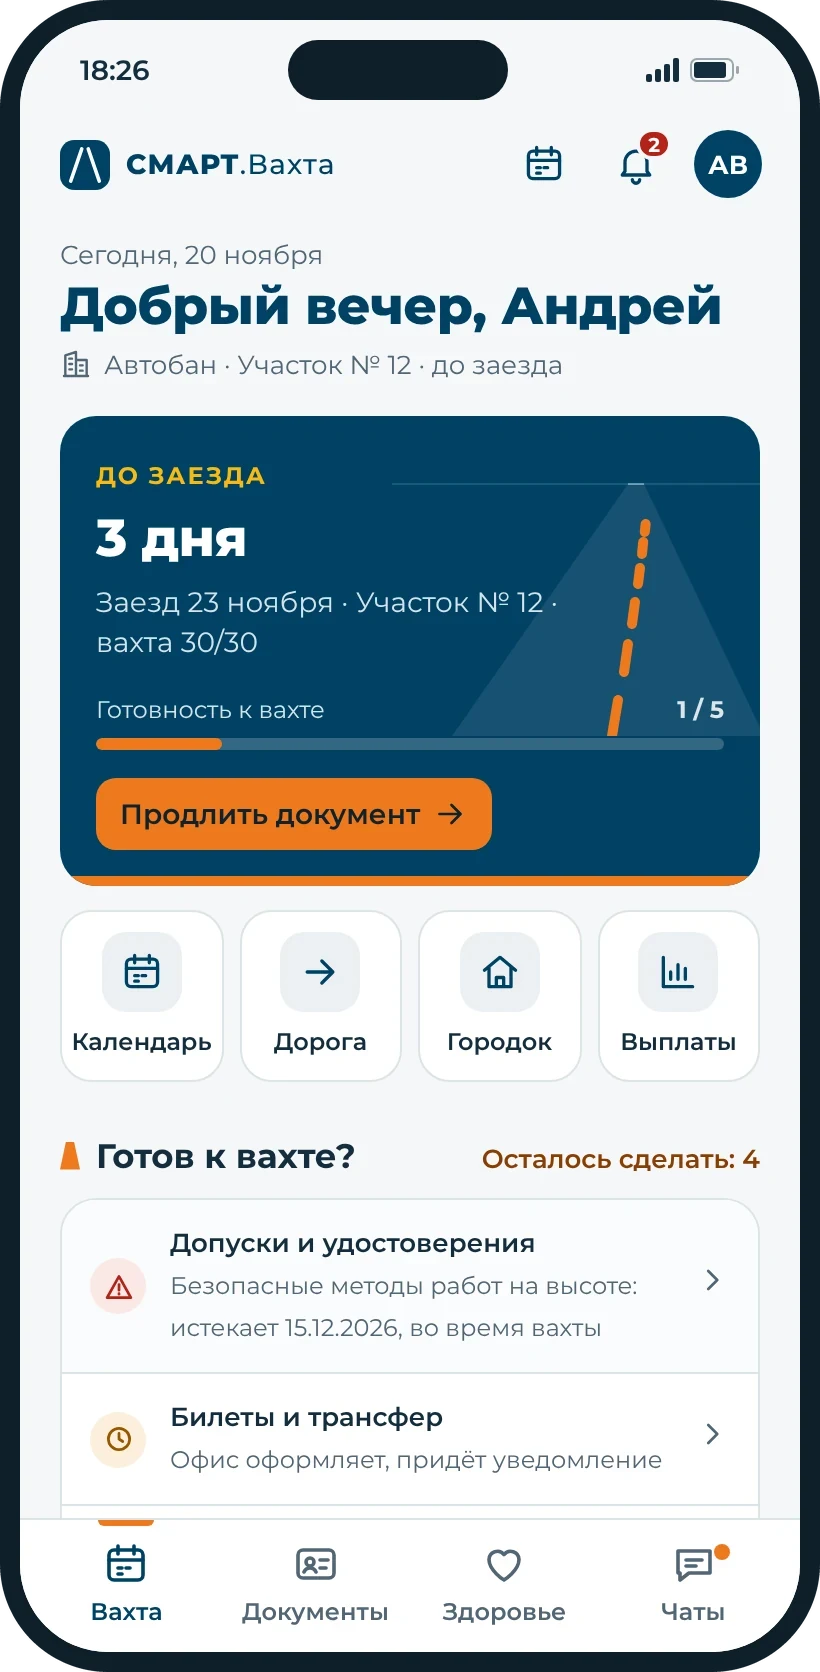 18:26
СМАРТ.Вахта
2
АВ
Сегодня, 20 ноября
Добрый вечер, Андрей
Автобан · Участок № 12 · до заезда
ДО ЗАЕЗДА
3 дня
Заезд 23 ноября · Участок № 12 ·
вахта 30/30
Готовность к вахте
1 / 5
Продлить документ →
Календарь
Дорога
Городок
Выплаты
Готов к вахте?
Осталось сделать: 4
Допуски и удостоверения
Безопасные методы работ на высоте:
истекает 15.12.2026, во время вахты
Билеты и трансфер
Офис оформляет, придёт уведомление
Вахта
Документы
Здоровье
Чаты